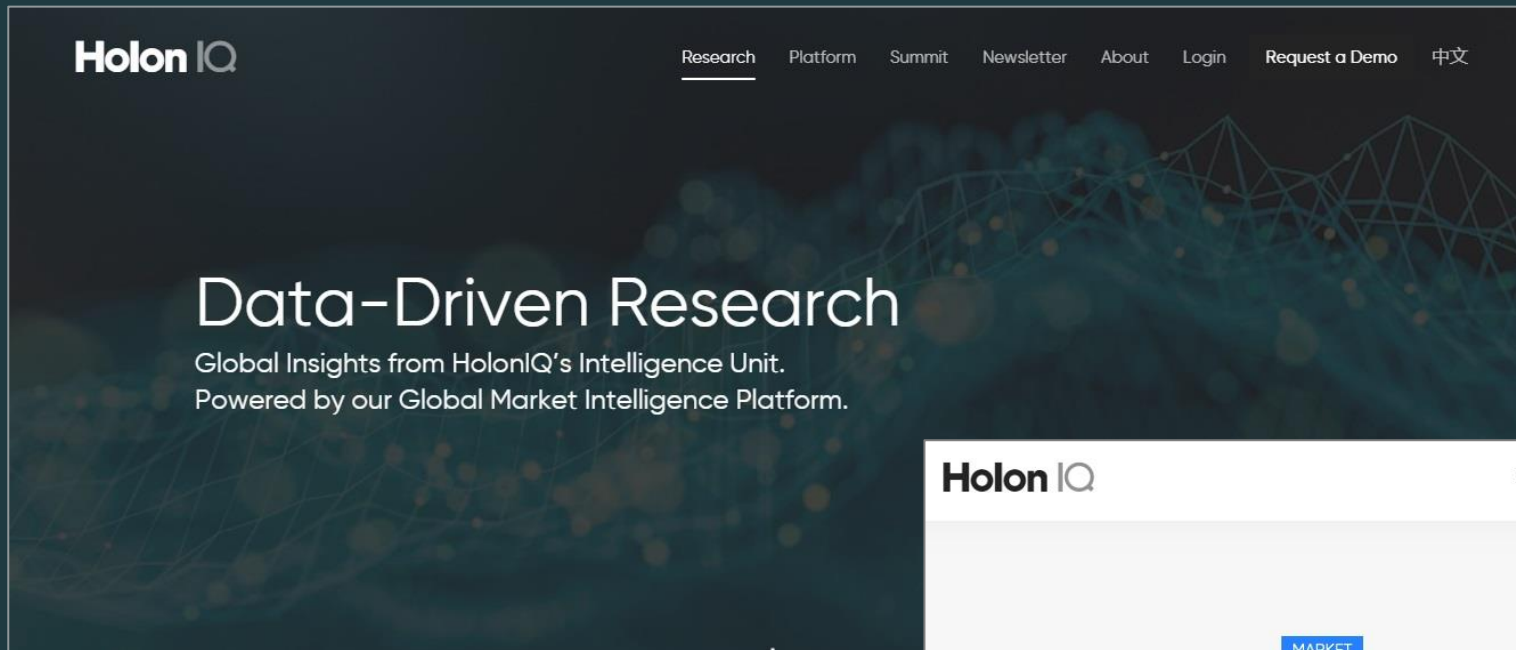 Holon IQ
Research Platform Summit Newsletter About Login Request a Demo 中文
Data-Driven Research
Global Insights from HolonIQ's Intelligence Unit.
Powered by our Global Market Intelligence Platform.
Holon IQ
MARKET